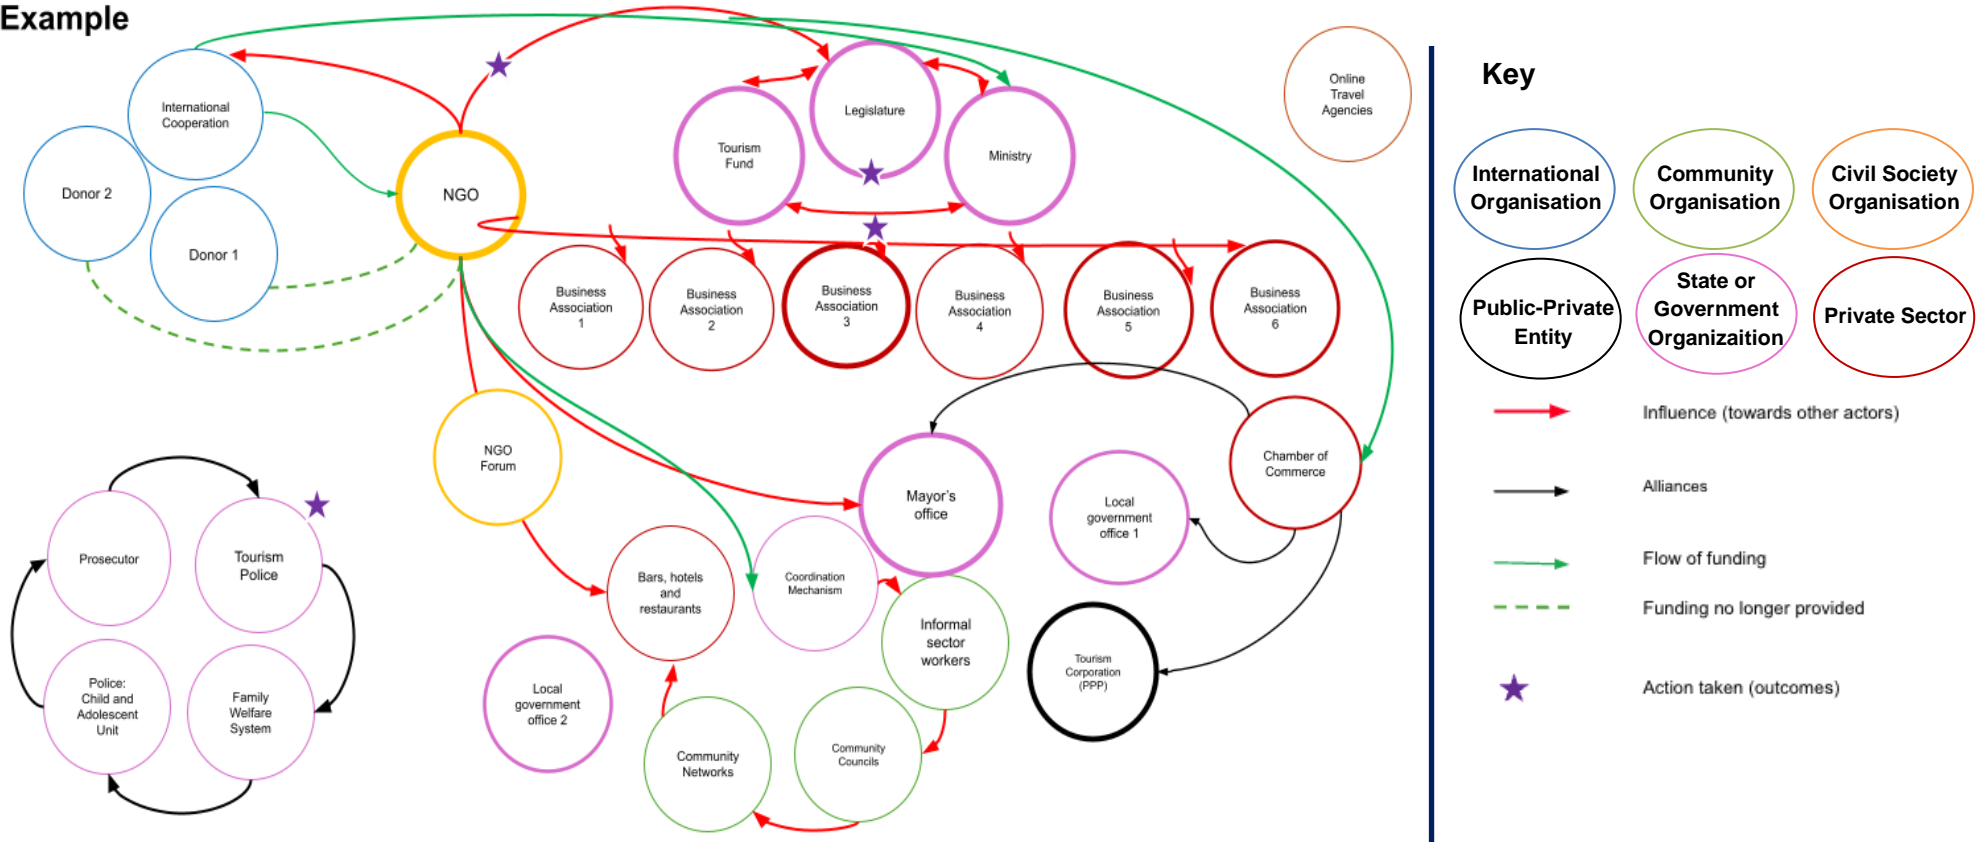 Example
International
Cooperation
Donor 2
Donor 1
NGO
Tourism
Fund
Legislature
Ministry
Online
Travel
Agencies
Business
Association
1
Business
Association
2
Business
Association
3
Business
Association
4
Business
Association
5
Business
Association
6
NGO
Forum
Mayor's
office
Local
government
office 1
Chamber of
Commerce
Prosecutor
Tourism
Police
Police:
Child and
Adolescent
Unit
Family
Welfare
System
Bars, hotels
and
restaurants
Coordination
Mechanism
Informal
sector
workers
Tourism
Corporation
(PPP)
Local
government
office 2
Community
Networks
Community
Councils
Key
International
Organisation
Community
Organisation
Civil Society
Organisation
Public-Private
Entity
State or
Government
Organizaition
Private Sector
Influence (towards other actors)
Alliances
Flow of funding
Funding no longer provided
Action taken (outcomes)